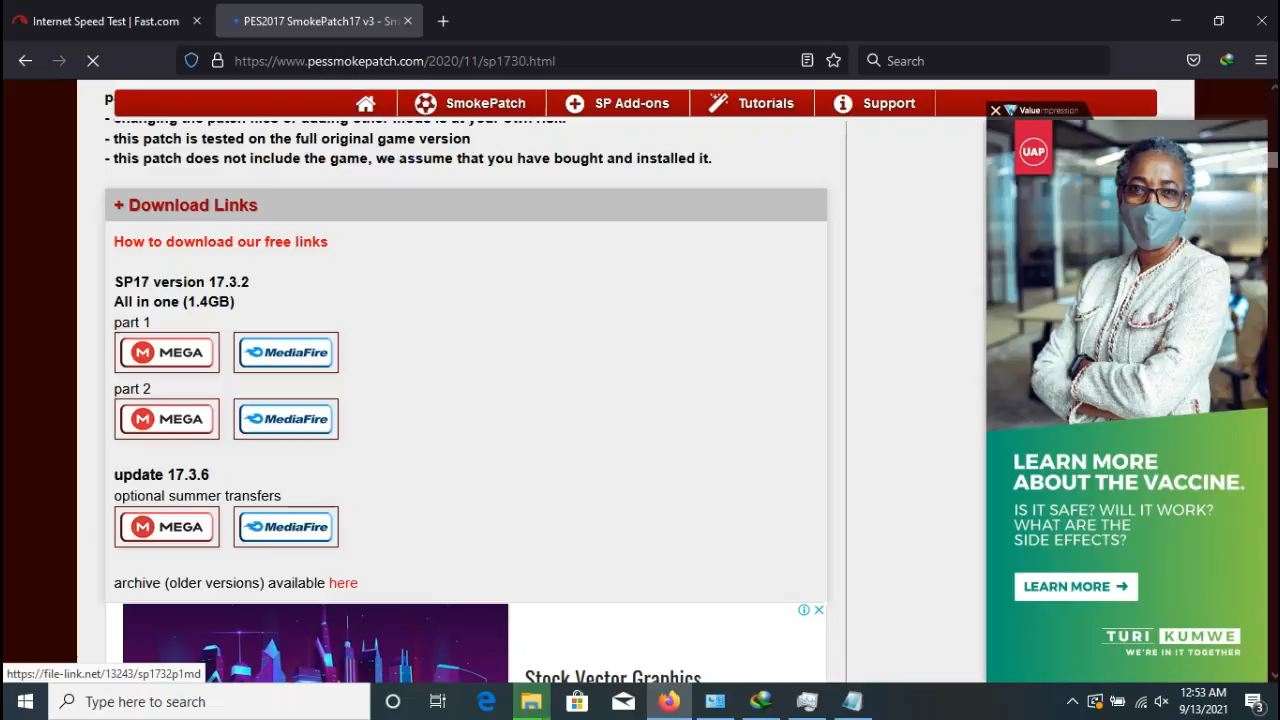 Internet Speed Test | Fast.com
PES2017 SmokePatch17 v3 - Sm
https://www.pessmokepatch.com/2020/11/sp1730.html
Search
SmokePatch
SP Add-ons
Tutorials
Support
- this patch is tested on the full original game version
- this patch does not include the game, we assume that you have bought and installed it.
+ Download Links
How to download our free links
SP17 version 17.3.2
All in one (1.4GB)
part 1
MEGA
MediaFire
part 2
MEGA
MediaFire
update 17.3.6
optional summer transfers
MEGA
MediaFire
archive (older versions) available here
Stock Vector Graphics
Value impression
UAP
LEARN MORE
ABOUT THE VACCINE.
IS IT SAFE? WILL IT WORK?
WHAT ARE THE
SIDE EFFECTS?
LEARN MORE →
TURIKUMWE
WE'RE IN IT TOGETHER
https://file-link.net/13243/sp1732p1md
Type here to search
12:53 AM
9/13/2021
3